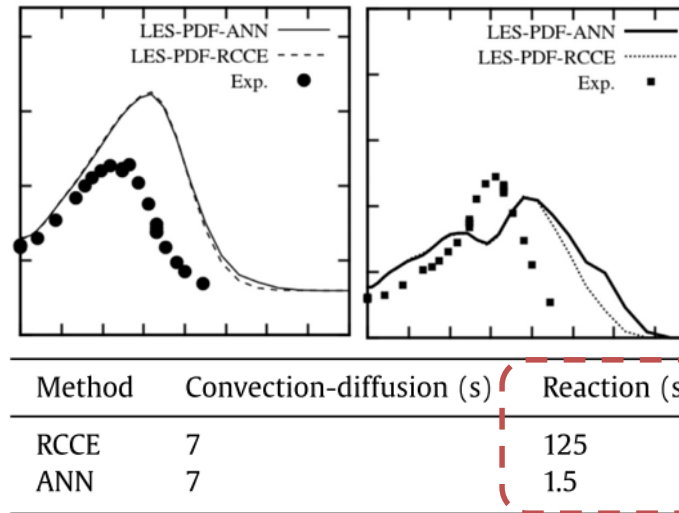 LES-PDF-ANN
LES-PDF-RCCE
Exp.
LES-PDF-ANN
LES-PDF-RCCE
Exp.
Method Convection-diffusion (s) Reaction (s
RCCE 7 125
ANN 7 1.5